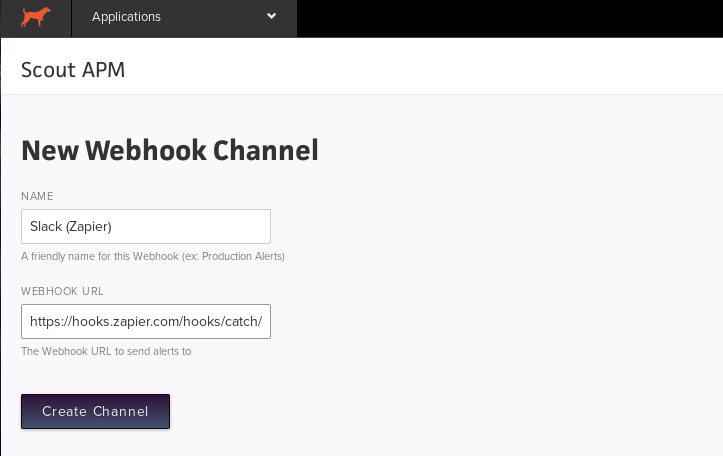 Applications
Scout APM
New Webhook Channel
NAME
Slack (Zapier)
A friendly name for this Webhook (ex: Production Alerts)
WEBHOOK URL
https://hooks.zapier.com/hooks/catch/
The Webhook URL to send alerts to
Create Channel